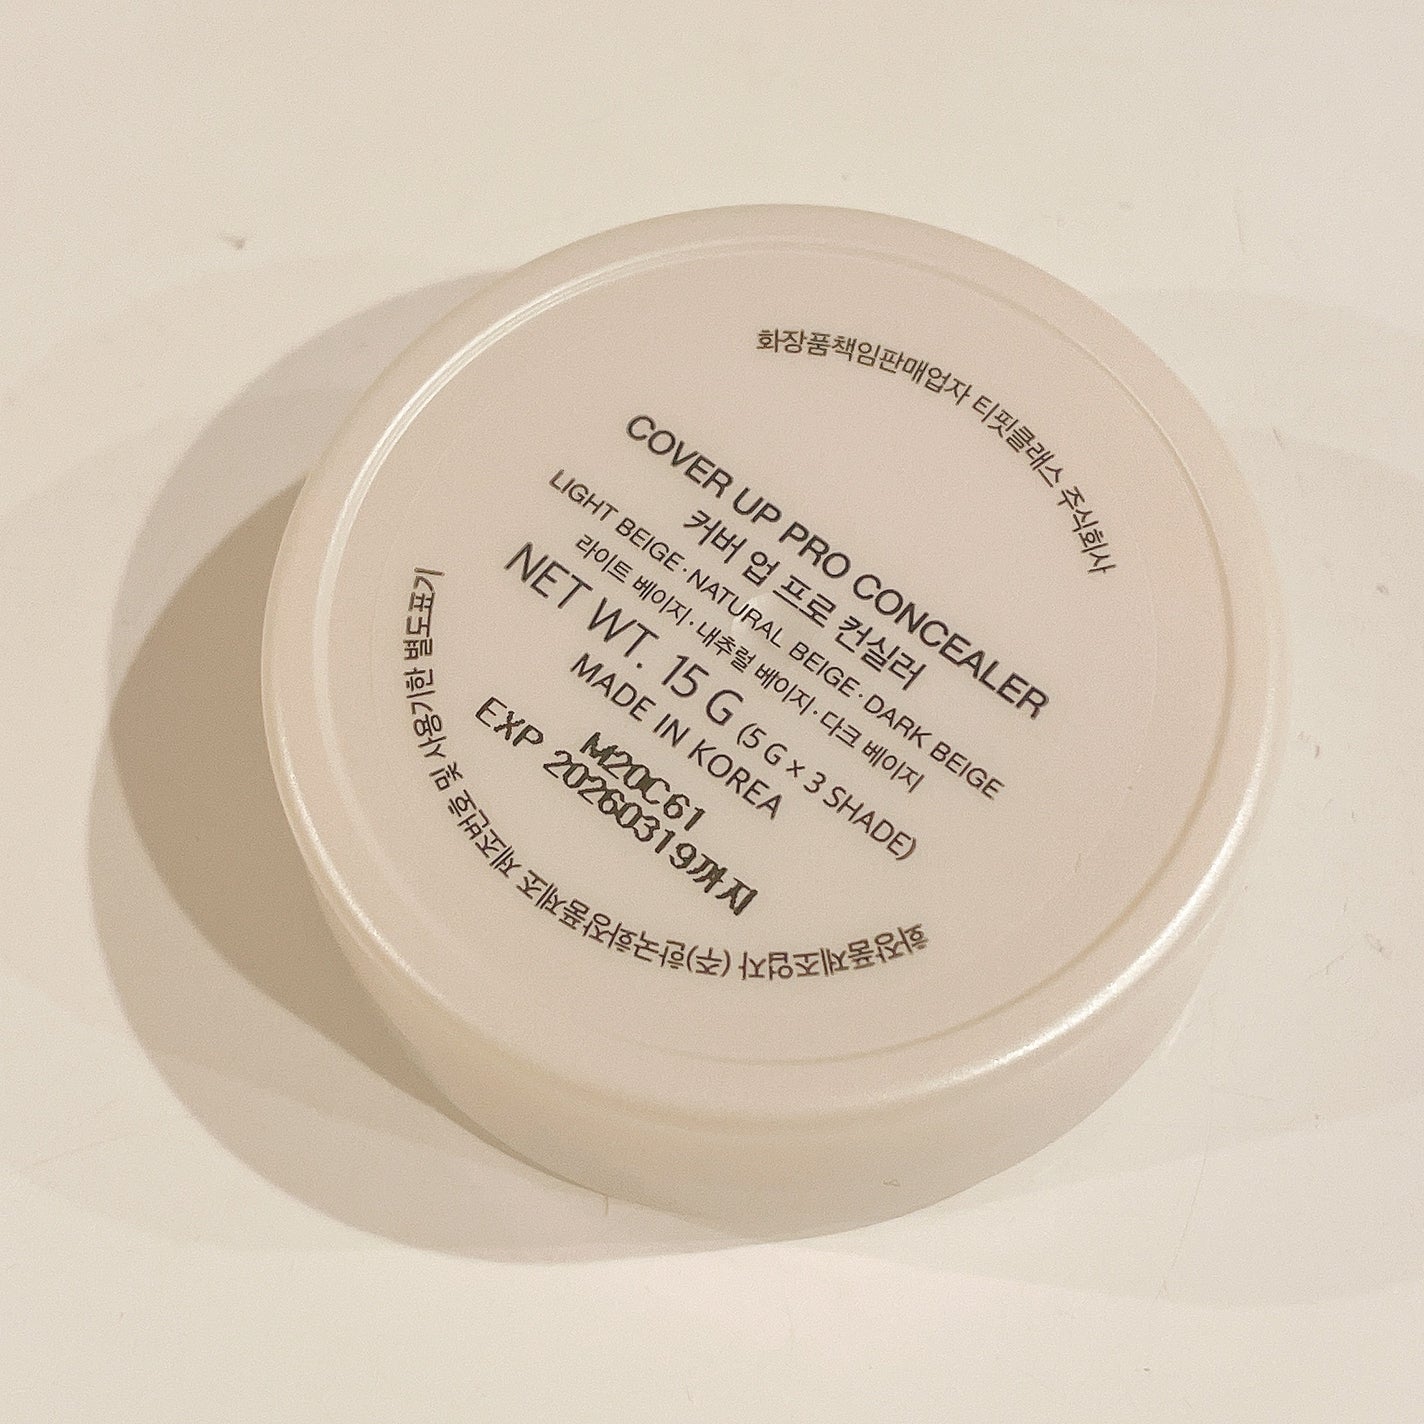 화장품책임판매업자 티핏클래스 주식회사
COVER UP PRO CONCEALER
커버 업 프로 컨실러
LIGHT BEIGE · NATURAL BEIGE · DARK BEIGE
라이트 베이지 · 내추럴 베이지 · 다크 베이지
NET WT. 15 G (5 G x 3 SHADE)
MADE IN KOREA
M20C61
EXP 20260319까지
화장품제조업자 (주)한국화장품제조 제조번호 및 사용기한 별도표기